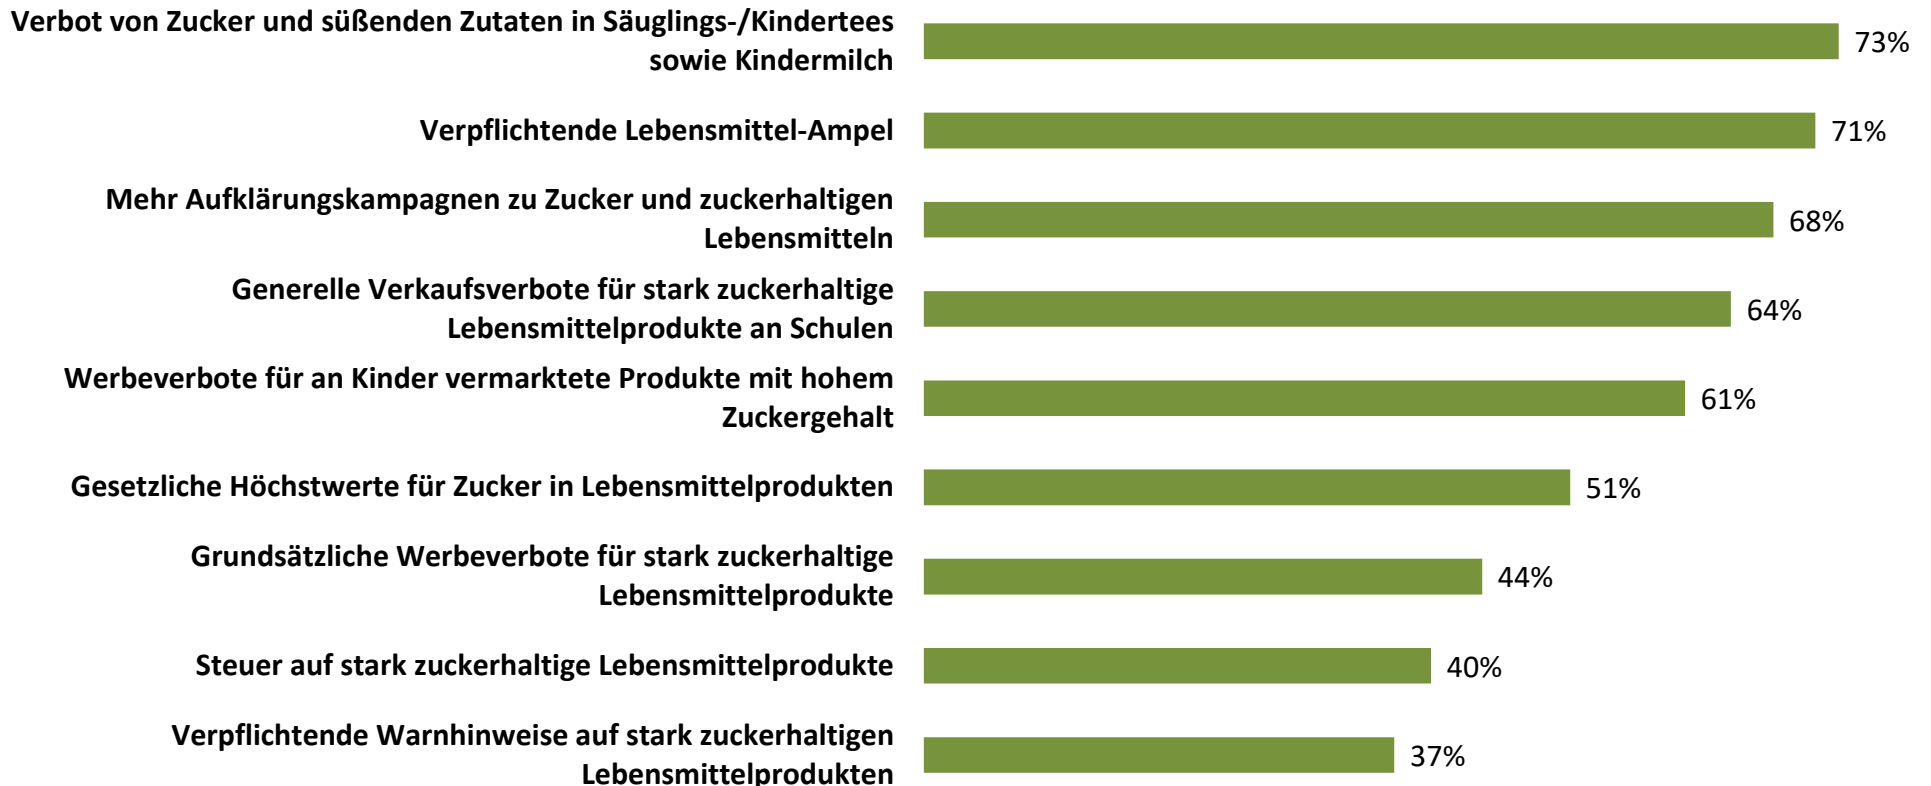 Verbot von Zucker und süßenden Zutaten in Säuglings-/Kindertees
sowie Kindermilch
73%
Verpflichtende Lebensmittel-Ampel
71%
Mehr Aufklärungskampagnen zu Zucker und zuckerhaltigen
Lebensmitteln
68%
Generelle Verkaufsverbote für stark zuckerhaltige
Lebensmittelprodukte an Schulen
64%
Werbeverbote für an Kinder vermarktete Produkte mit hohem
Zuckergehalt
61%
Gesetzliche Höchstwerte für Zucker in Lebensmittelprodukten
51%
Grundsätzliche Werbeverbote für stark zuckerhaltige
Lebensmittelprodukte
44%
Steuer auf stark zuckerhaltige Lebensmittelprodukte
40%
Verpflichtende Warnhinweise auf stark zuckerhaltigen
Lebensmittelprodukten
37%